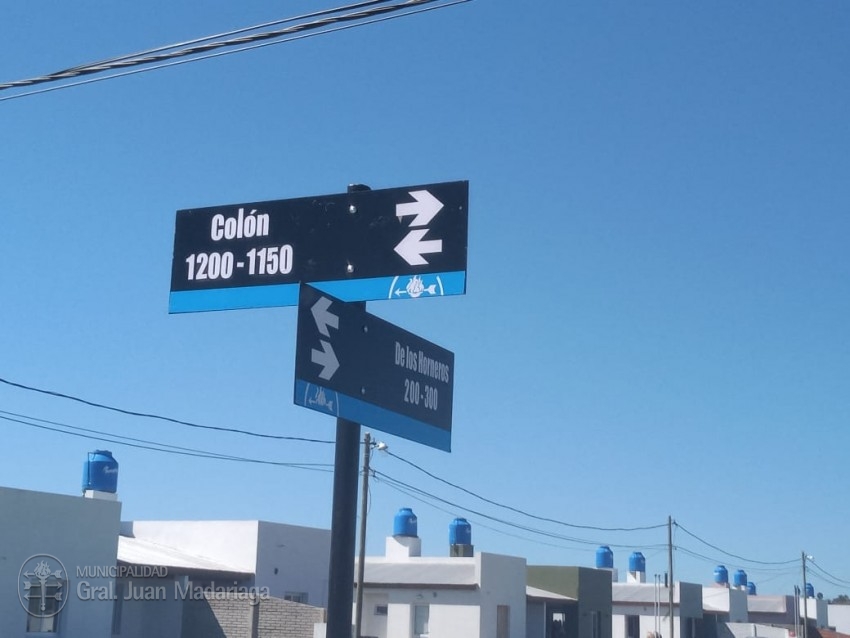 Colón
1200 - 1150
De los Horneros
200 - 300
MUNICIPALIDAD
Gral. Juan Madariaga